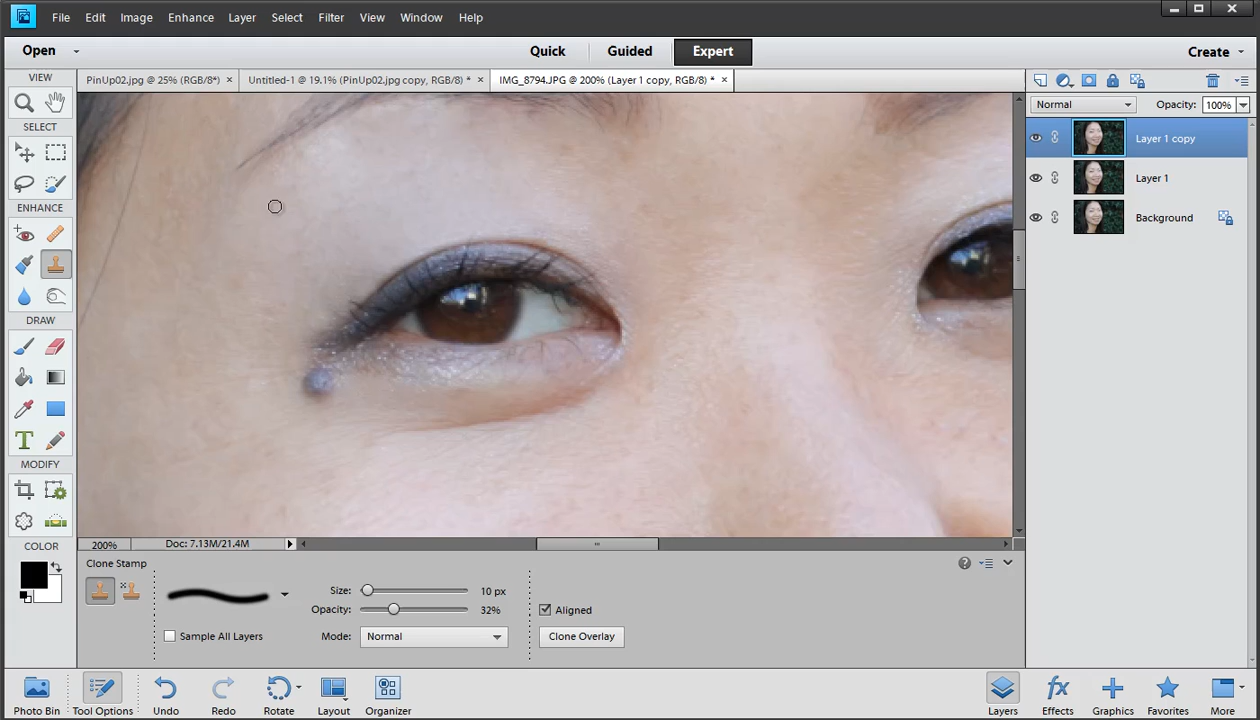 File Edit Image Enhance Layer Select Filter View Window Help
Open Quick Guided Expert Create
VIEW
PinUp02.jpg @ 25% (RGB/8*) × Untitled-1 @ 19.1% (PinUp02.jpg copy, RGB/8) * × IMG_8794.JPG @ 200% (Layer 1 copy, RGB/8) * ×
Normal Opacity: 100%
SELECT
Layer 1 copy
Layer 1
ENHANCE
Background
DRAW
MODIFY
COLOR
200% Doc: 7.13M/21.4M
Clone Stamp
Size: 10 px
Opacity: 32% Aligned
Sample All Layers Mode: Normal Clone Overlay
Photo Bin Tool Options Undo Redo Rotate Layout Organizer Layers Effects Graphics Favorites More